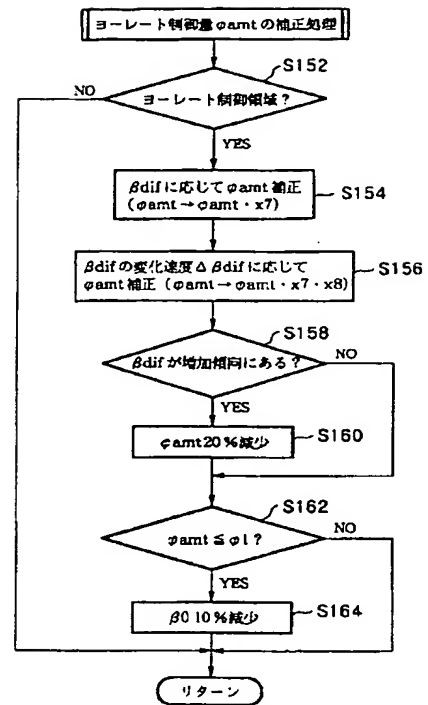 ヨーレート制御量φamtの補正処理
S152
NO
ヨーレート制御領域？
YES
βdifに応じてφamt補正
(φamt→φamt・x7)
S154
βdifの変化速度Δβdifに応じて
φamt補正 (φamt→φamt・x7・x8)
S156
S158
NO
βdifが増加傾向にある？
YES
φamt20％減少
S160
S162
NO
φamt≦φ1？
YES
β0 10％減少
S164
リターン